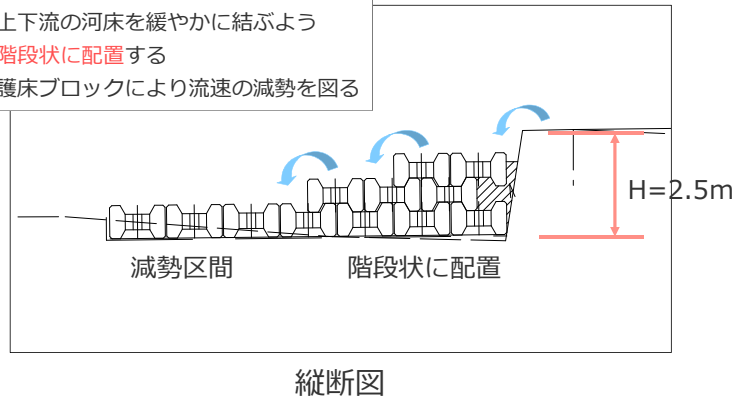 上下流の河床を緩やかに結ぶよう
階段状に配置する
護床ブロックにより流速の減勢を図る
H=2.5m
減勢区間
階段状に配置
縦断図